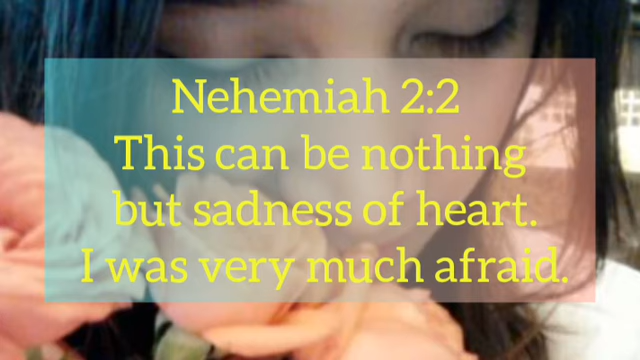 Nehemiah 2:2
This can be nothing
but sadness of heart.
I was very much afraid.